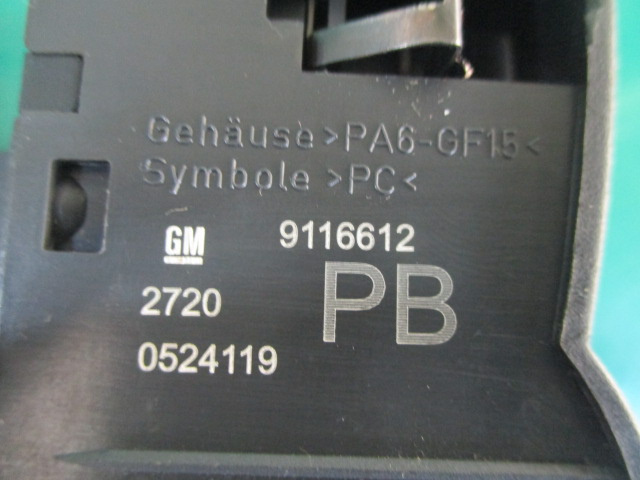 Gehäuse >PA6-GF15<
Symbole >PC<
GM 9116612
2720 PB
0524119